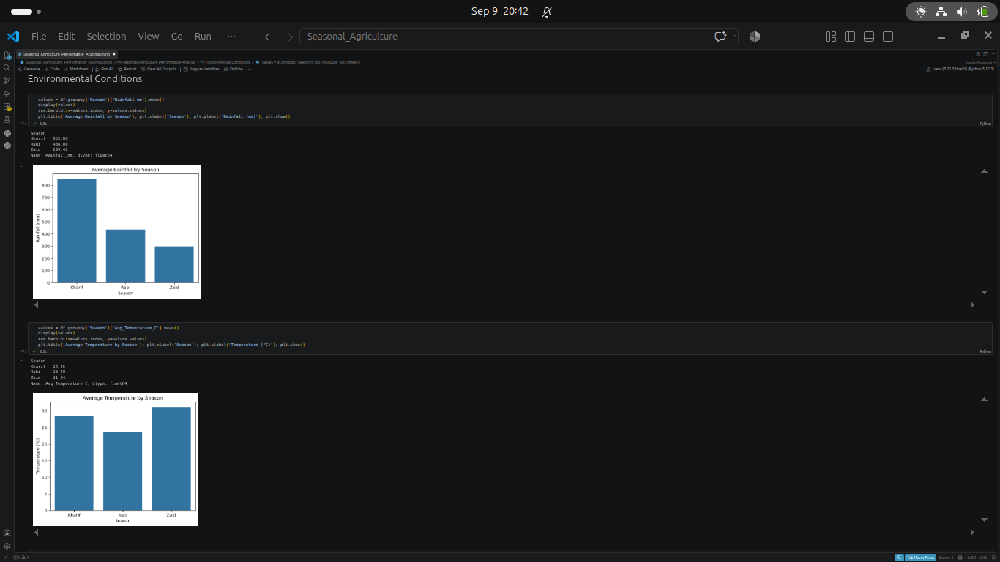 Sep 9 20:42
File Edit Selection View Go Run ···
Seasonal_Agriculture
Seasonal_Agriculture_Performance_Analysis.ipynb
Seasonal_Agriculture_Performance_Analysis.ipynb > Seasonal Agriculture Performance Analysis > Environmental Conditions > values = df.groupby('Season')['Soil_Moisture_pct'].mean()
Generate + Code + Markdown Run All Restart Clear All Outputs Jupyter Variables Outline ···
.venv (3.12.3.final.0) (Python 3.12.3)
Environmental Conditions
values = df.groupby('Season')['Rainfall_mm'].mean()
display(values)
sns.barplot(x=values.index, y=values.values)
plt.title('Average Rainfall by Season'); plt.xlabel('Season'); plt.ylabel('Rainfall (mm)'); plt.show()
0.3s
Python
Season
Kharif 852.08
Rabi 436.86
Zaid 299.42
Name: Rainfall_mm, dtype: float64
Average Rainfall by Season
800
700
600
500
400
300
200
100
0
Rainfall (mm)
Kharif Rabi Zaid
Season
values = df.groupby('Season')['Avg_Temperature_C'].mean()
display(values)
sns.barplot(x=values.index, y=values.values)
plt.title('Average Temperature by Season'); plt.xlabel('Season'); plt.ylabel('Temperature (°C)'); plt.show()
0.2s
Python
Season
Kharif 28.45
Rabi 23.49
Zaid 31.04
Name: Avg_Temperature_C, dtype: float64
Average Temperature by Season
30
25
20
15
10
5
0
Temperature (°C)
Kharif Rabi Zaid
Season
Tab Moves Focus Spaces: 4